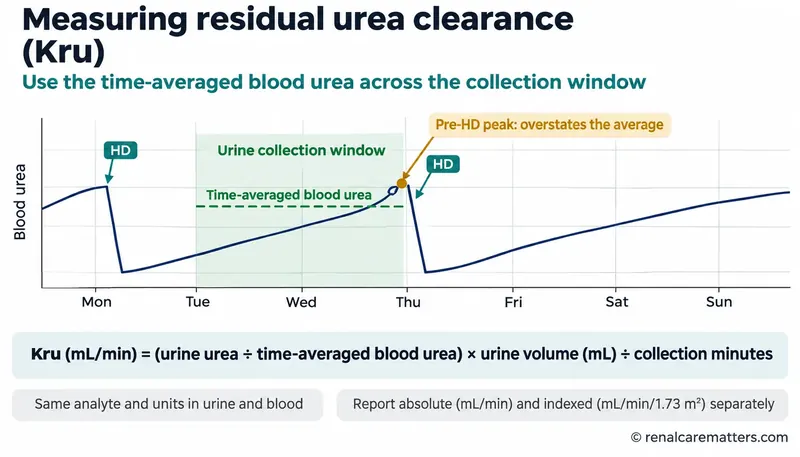 Measuring residual urea clearance
(Kru)
Use the time-averaged blood urea across the collection window
Pre-HD peak: overstates the average
HD
Urine collection window
HD
Time-averaged blood urea
Blood urea
Mon
Tue
Wed
Thu
Fri
Sat
Sun
Kru (mL/min) = (urine urea ÷ time-averaged blood urea) × urine volume (mL) ÷ collection minutes
Same analyte and units in urine and blood
Report absolute (mL/min) and indexed (mL/min/1.73 m²) separately
© renalcarematters.com